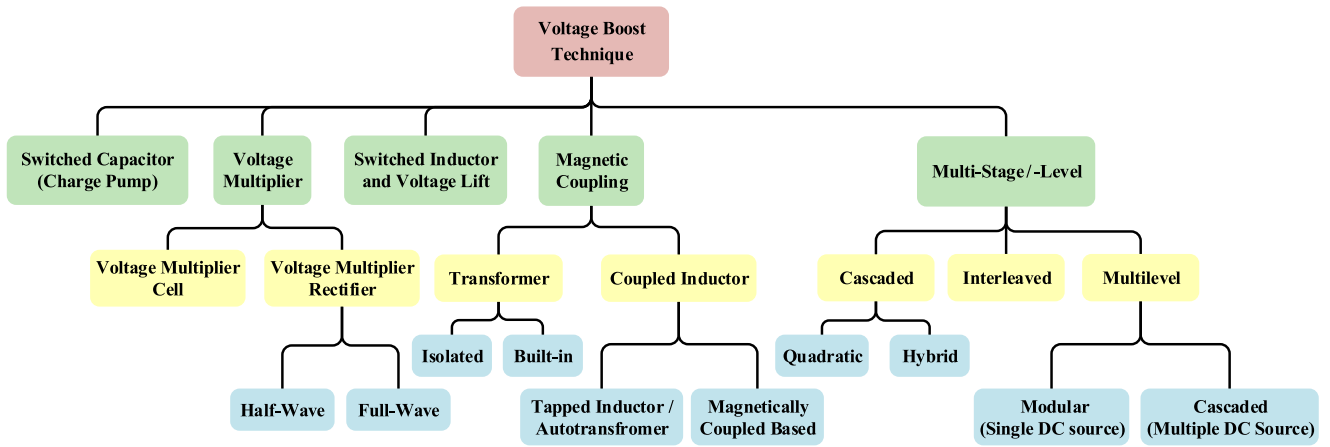 Voltage Boost
Technique
Switched Capacitor
(Charge Pump)
Voltage
Multiplier
Switched Inductor
and Voltage Lift
Magnetic
Coupling
Multi-Stage/-Level
Voltage Multiplier
Cell
Voltage Multiplier
Rectifier
Transformer
Coupled Inductor
Cascaded
Interleaved
Multilevel
Isolated
Built-in
Quadratic
Hybrid
Half-Wave
Full-Wave
Tapped Inductor /
Autotransfromer
Magnetically
Coupled Based
Modular
(Single DC source)
Cascaded
(Multiple DC Source)